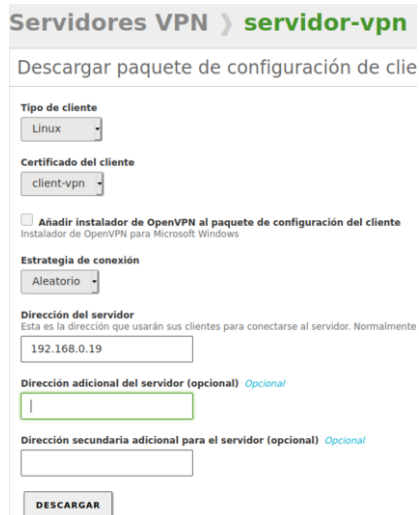 Servidores VPN ❭ servidor-vpn
Descargar paquete de configuración de clie
Tipo de cliente
Linux
Certificado del cliente
client-vpn
Añadir instalador de OpenVPN al paquete de configuración del cliente
Instalador de OpenVPN para Microsoft Windows
Estrategia de conexión
Aleatorio
Dirección del servidor
Esta es la dirección que usarán sus clientes para conectarse al servidor. Normalmente
192.168.0.19
Dirección adicional del servidor (opcional) Opcional
Dirección secundaria adicional para el servidor (opcional) Opcional
DESCARGAR